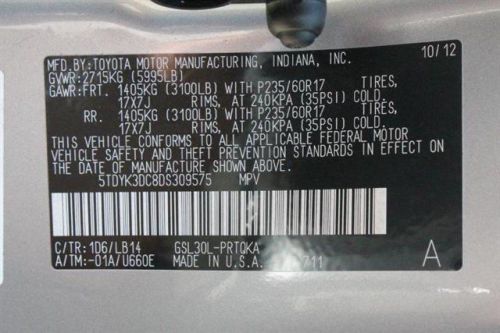 MFD.BY:TOYOTA MOTOR MANUFACTURING, INDIANA, INC. 10/12
GVWR:2715KG (5995LB)
GAWR:FRT. 1405KG (3100LB) WITH P235/60R17 TIRES,
17X7J RIMS, AT 240KPA (35PSI) COLD.
RR. 1405KG (3100LB) WITH P235/60R17 TIRES,
17X7J RIMS, AT 240KPA (35PSI) COLD.
THIS VEHICLE CONFORMS TO ALL APPLICABLE FEDERAL MOTOR
VEHICLE SAFETY AND THEFT PREVENTION STANDARDS IN EFFECT ON
THE DATE OF MANUFACTURE SHOWN ABOVE.
5TDYK3DC8DS309575 MPV
C/TR:1D6/LB14 GSL30L-PRTQKA
A/TM:-01A/U660E MADE IN U.S.A. 711 A